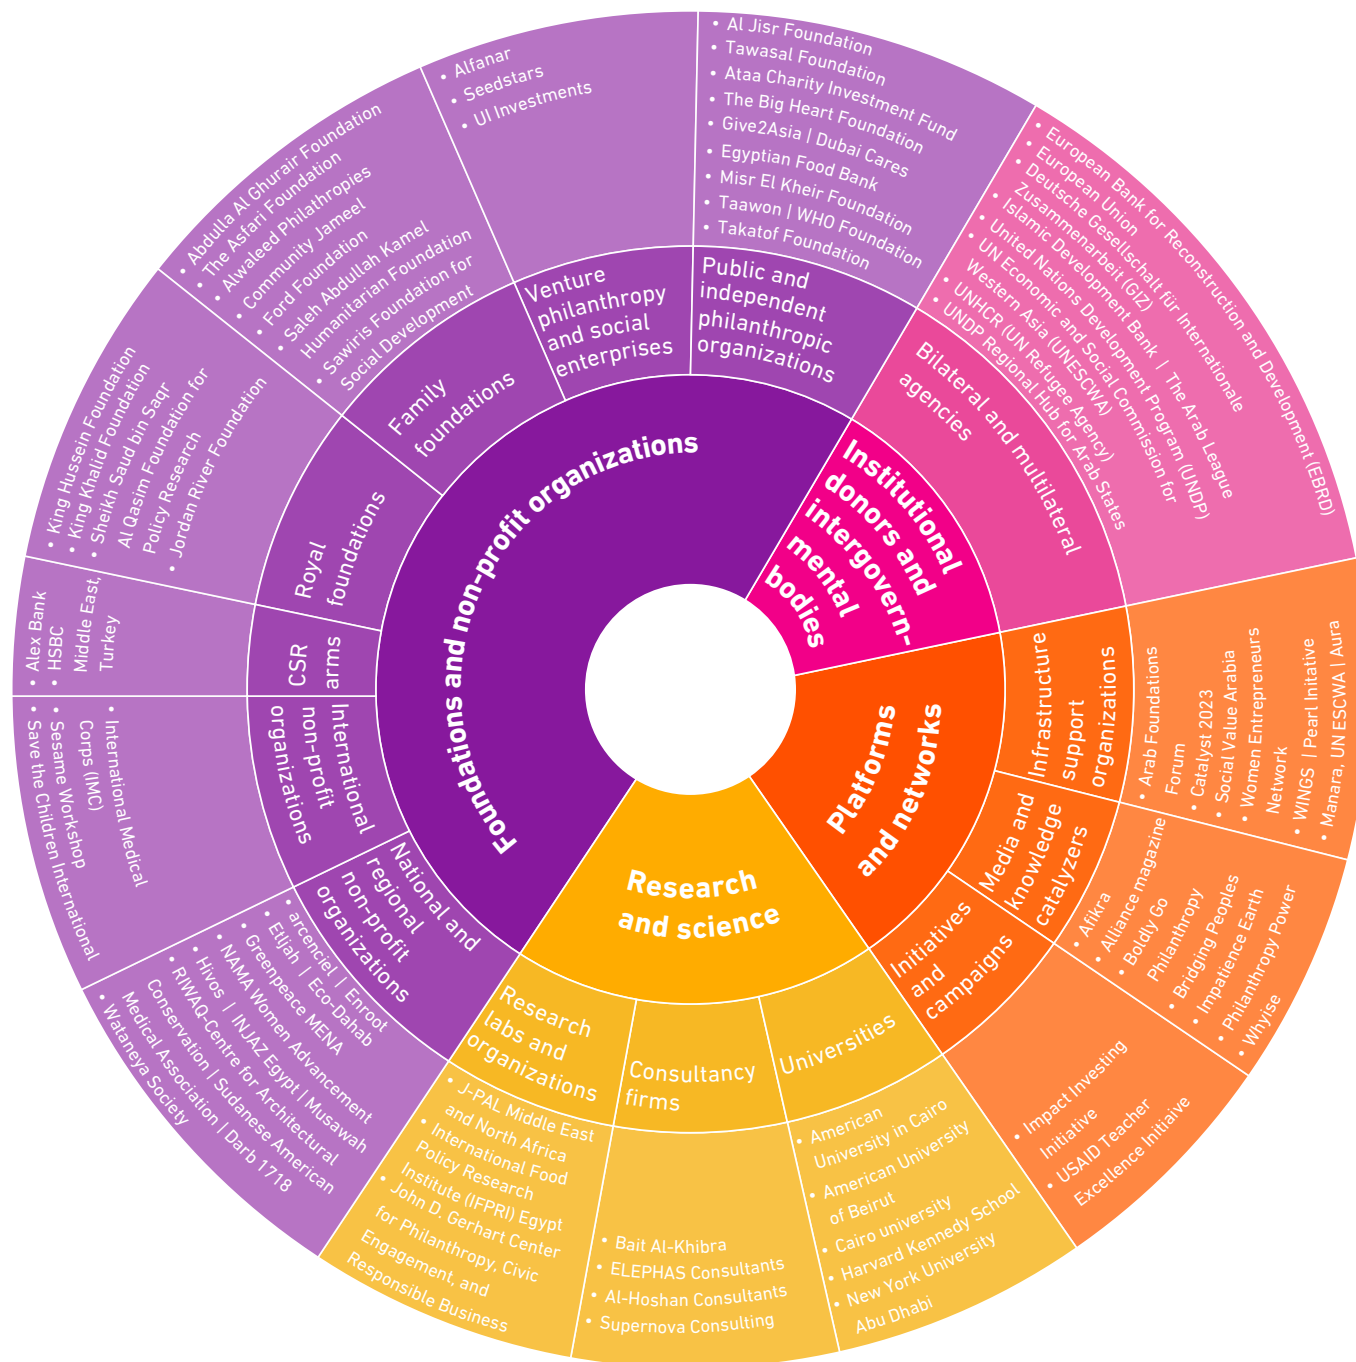 Foundations and non-profit organizations
Public and
independent
philanthropic
organizations
• Al Jisr Foundation
• Tawasal Foundation
• Ataa Charity Investment Fund
• The Big Heart Foundation
• Give2Asia | Dubai Cares
• Egyptian Food Bank
• Misr El Kheir Foundation
• Taawon | WHO Foundation
• Takatof Foundation
Venture
philanthropy
and social
enterprises
• Alfanar
• Seedstars
• UI Investments
Family
foundations
• Abdulla Al Ghurair Foundation
• The Asfari Foundation
• Alwaleed Philathropies
• Community Jameel
• Ford Foundation
• Saleh Abdullah Kamel
Humanitarian Foundation
• Sawiris Foundation for
Social Development
Royal
foundations
• King Hussein Foundation
• King Khalid Foundation
• Sheikh Saud bin Saqr
Al Qasim Foundation for
Policy Research
• Jordan River Foundation
CSR
arms
• Alex Bank
• HSBC
Middle East,
Turkey
International
non-profit
organizations
• International Medical
Corps (IMC)
• Sesame Workshop
• Save the Children International
National and
regional
non-profit
organizations
• arcenciel | Enroot
• Etijah | Eco-Dahab
• Greenpeace MENA
• NAMA Women Advancement
• Hivos | INJAZ Egypt | Musawah
• RIWAQ-Centre for Architectural
Conservation | Sudanese American
Medical Association | Darb 1718
• Wataneya Society
Institutional
donors and
intergovern-
mental
bodies
Bilateral and multilateral
agencies
• European Bank for Reconstruction and Development (EBRD)
• European Union
• Deutsche Gesellschalt für Internationale
Zusammenarbeit (GIZ)
• Islamic Development Bank | The Arab League
• United Nations Development Program (UNDP)
• UN Economic and Social Commission for
Western Asia (UNESCWA)
• UNHCR (UN Refugee Agency)
• UNDP Regional Hub for Arab States
Platforms
and networks
Infrastructure
support
organizations
• Arab Foundations
Forum
• Catalyst 2023
• Social Value Arabia
• Women Entrepreneurs
Network
• WINGS | Pearl Initative
• Manara, UN ESCWA | Aura
Media and
knowledge
catalyzers
• Afikra
• Alliance magazine
• Boldly Go
Philanthropy
• Bridging Peoples
• Impatience Earth
• Philanthropy Power
• Whyise
Initiatives
and
campaigns
• Impact Investing
Initiative
• USAID Teacher
Excellence Initiaive
Research
and science
Universities
• American
University in Cairo
• American University
of Beirut
• Cairo university
• Harvard Kennedy School
• New York University
Abu Dhabi
Consultancy
firms
• Bait Al-Khibra
• ELEPHAS Consultants
• Al-Hoshan Consultants
• Supernova Consulting
Research
labs and
organizations
• J-PAL Middle East
and North Africa
• International Food
Policy Research
Institute (IFPRI) Egypt
• John D. Gerhart Center
for Philanthropy, Civic
Engagement, and
Responsible Business